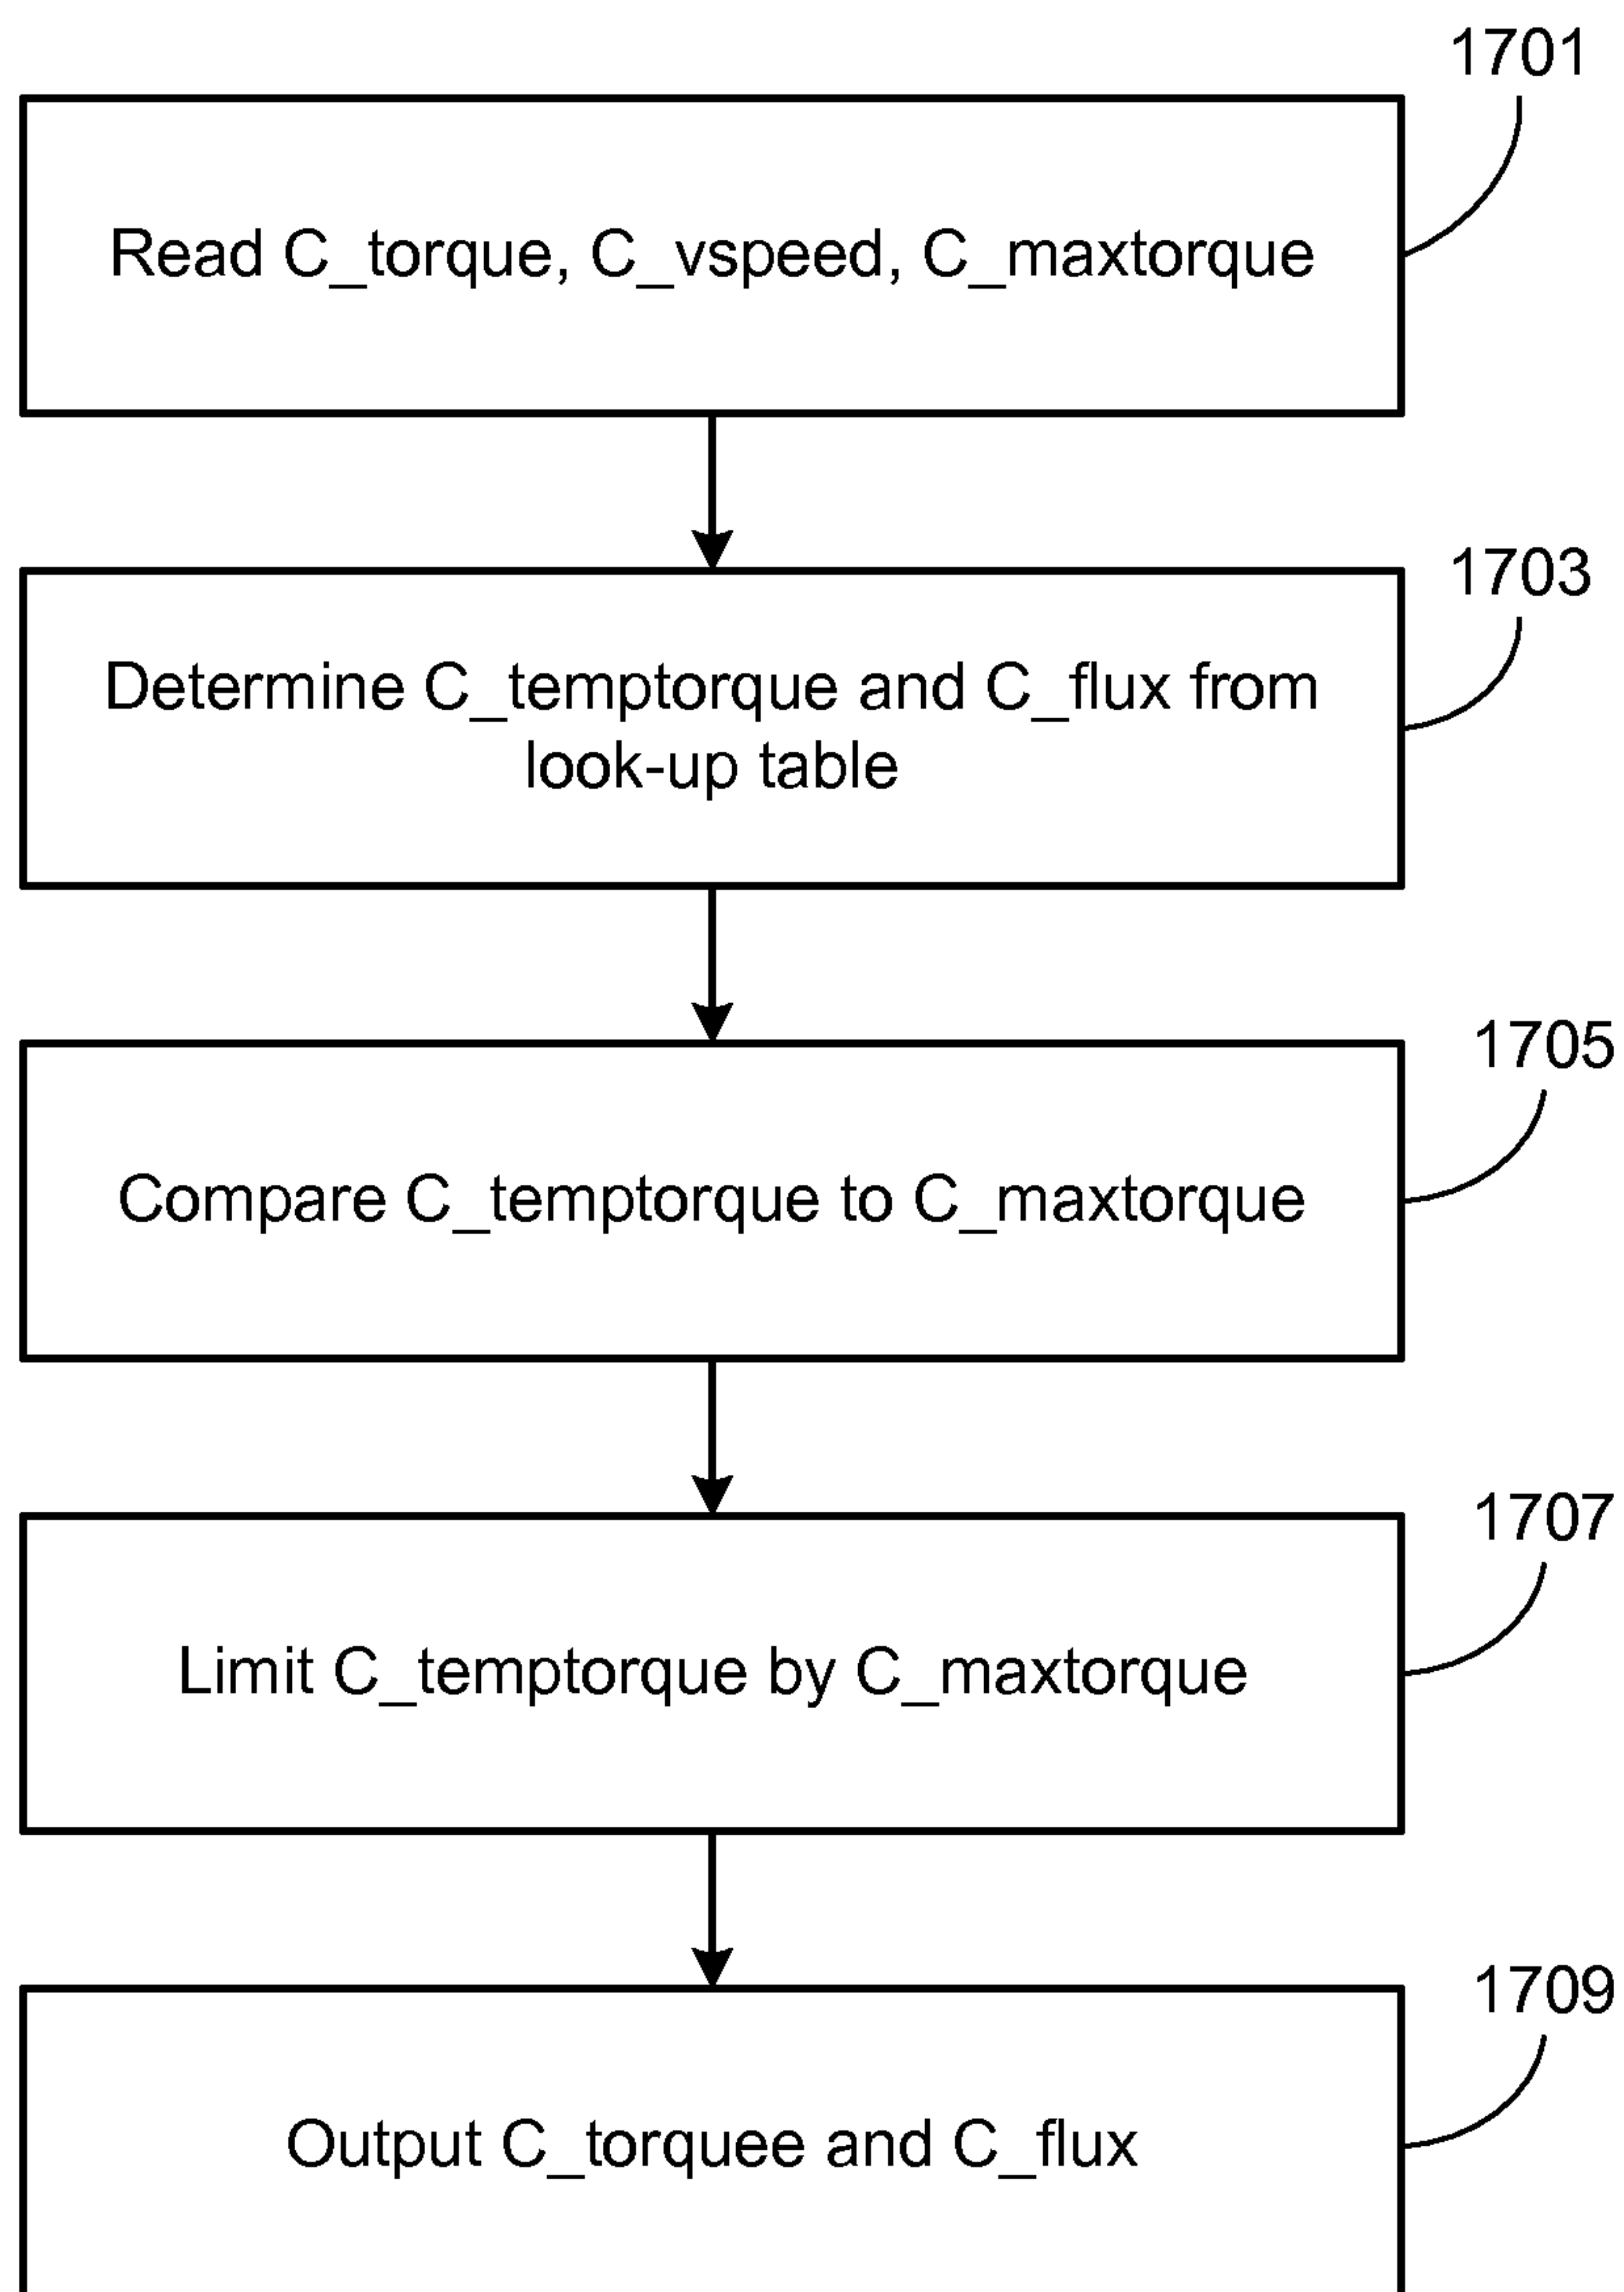 1701
Read C_torque, C_vspeed, C_maxtorque
1703
Determine C_temptorque and C_flux from
look-up table
1705
Compare C_temptorque to C_maxtorque
1707
Limit C_temptorque by C_maxtorque
1709
Output C_torquee and C_flux